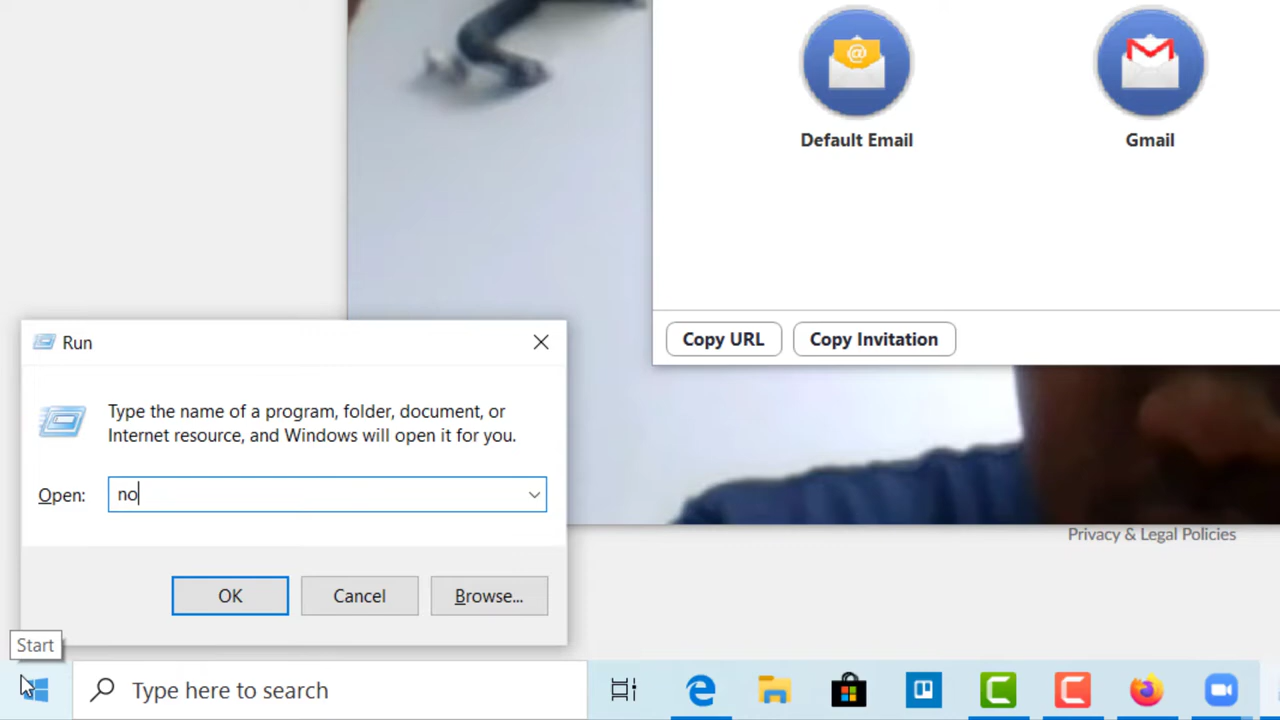 Default Email
Gmail
Copy URL
Copy Invitation
Run
Type the name of a program, folder, document, or
Internet resource, and Windows will open it for you.
Open:
no
OK
Cancel
Browse...
Privacy & Legal Policies
Start
Type here to search